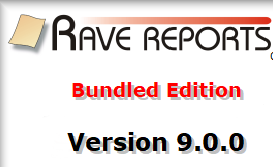 RAVE REPORTS
Bundled Edition
Version 9.0.0